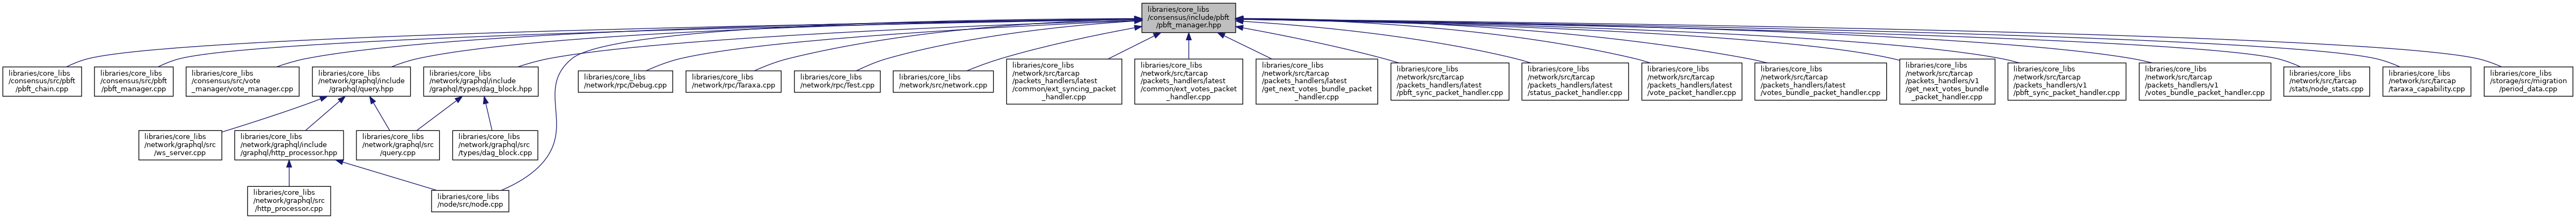 libraries/core_libs
/consensus/include/pbft
/pbft_manager.hpp
libraries/core_libs
/consensus/src/pbft
/pbft_chain.cpp
libraries/core_libs
/consensus/src/pbft
/pbft_manager.cpp
libraries/core_libs
/consensus/src/vote
_manager/vote_manager.cpp
libraries/core_libs
/network/graphql/include
/graphql/query.hpp
libraries/core_libs
/network/graphql/include
/graphql/types/dag_block.hpp
libraries/core_libs
/network/rpc/Debug.cpp
libraries/core_libs
/network/rpc/Taraxa.cpp
libraries/core_libs
/network/rpc/Test.cpp
libraries/core_libs
/network/src/network.cpp
libraries/core_libs
/network/src/tarcap
/packets_handlers/latest
/common/ext_syncing_packet
_handler.cpp
libraries/core_libs
/network/src/tarcap
/packets_handlers/latest
/common/ext_votes_packet
_handler.cpp
libraries/core_libs
/network/src/tarcap
/packets_handlers/latest
/get_next_votes_bundle_packet
_handler.cpp
libraries/core_libs
/network/src/tarcap
/packets_handlers/latest
/pbft_sync_packet_handler.cpp
libraries/core_libs
/network/src/tarcap
/packets_handlers/latest
/status_packet_handler.cpp
libraries/core_libs
/network/src/tarcap
/packets_handlers/latest
/vote_packet_handler.cpp
libraries/core_libs
/network/src/tarcap
/packets_handlers/latest
/votes_bundle_packet_handler.cpp
libraries/core_libs
/network/src/tarcap
/packets_handlers/v1
/get_next_votes_bundle
_packet_handler.cpp
libraries/core_libs
/network/src/tarcap
/packets_handlers/v1
/pbft_sync_packet_handler.cpp
libraries/core_libs
/network/src/tarcap
/packets_handlers/v1
/votes_bundle_packet_handler.cpp
libraries/core_libs
/network/src/tarcap
/stats/node_stats.cpp
libraries/core_libs
/network/src/tarcap
/taraxa_capability.cpp
libraries/core_libs
/storage/src/migration
/period_data.cpp
libraries/core_libs
/network/graphql/src
/ws_server.cpp
libraries/core_libs
/network/graphql/include
/graphql/http_processor.hpp
libraries/core_libs
/network/graphql/src
/query.cpp
libraries/core_libs
/network/graphql/src
/types/dag_block.cpp
libraries/core_libs
/network/graphql/src
/http_processor.cpp
libraries/core_libs
/node/src/node.cpp